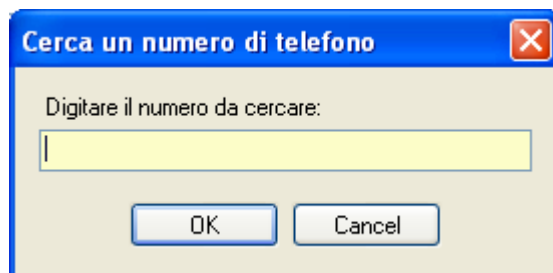 Cerca un numero di telefono
Digitare il numero da cercare:
OK
Cancel